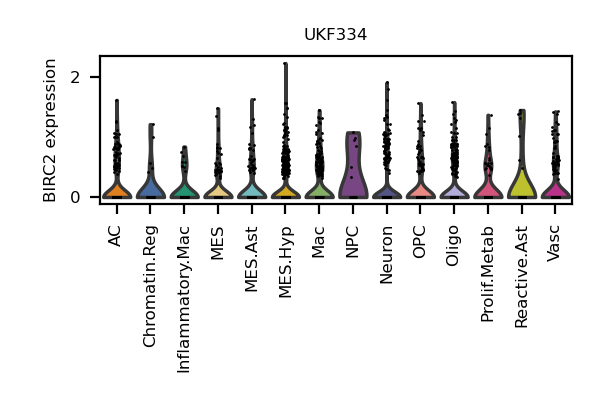 UKF334
BIRC2 expression
2
0
AC
Chromatin.Reg
Inflammatory.Mac
MES
MES.Ast
MES.Hyp
Mac
NPC
Neuron
OPC
Oligo
Prolif.Metab
Reactive.Ast
Vasc